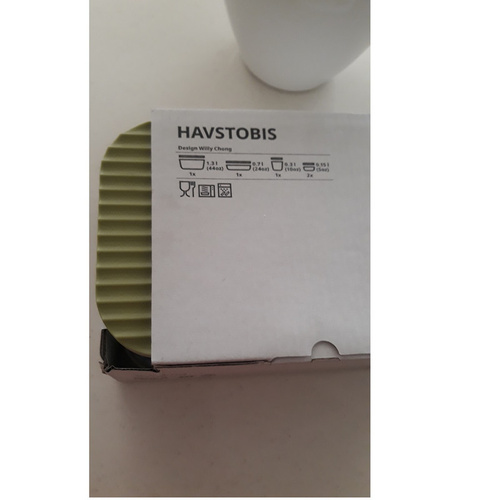 HAVSTOBIS
Design Willy Chong
1.3 l 0.7 l 0.3 l 0.15 l
(44oz) (24oz) (10oz) (5oz)
1x 1x 1x 2x